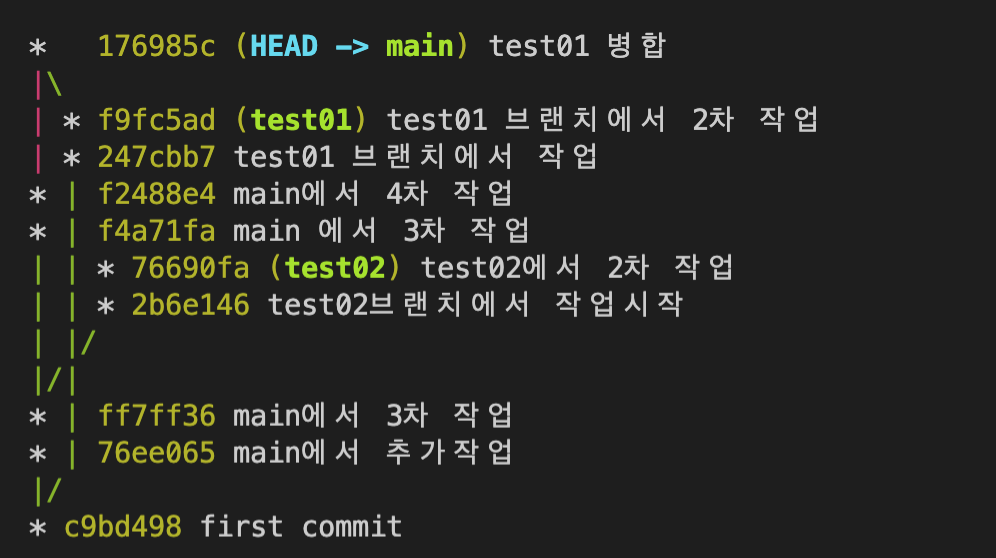 *   176985c (HEAD -> main) test01 병합
|\
| * f9fc5ad (test01) test01 브랜치에서 2차 작업
| * 247cbb7 test01 브랜치에서 작업
* | f2488e4 main에서 4차 작업
* | f4a71fa main 에서 3차 작업
| | * 76690fa (test02) test02에서 2차 작업
| | * 2b6e146 test02브랜치에서 작업시작
| |/
|/|
* | ff7ff36 main에서 3차 작업
* | 76ee065 main에서 추가작업
|/
* c9bd498 first commit